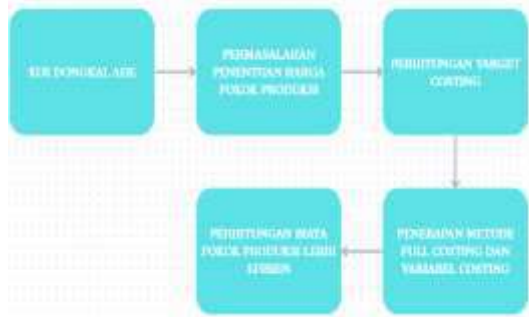 KUE DONGKAL ADE
PERMASALAHAN
PENENTUAN HARGA
POKOK PRODUKSI
PERHITUNGAN TARGET
COSTING
PENERAPAN METODE
FULL COSTING DAN
VARIABEL COSTING
PERHITUNGAN BIAYA
POKOK PRODUKSI LEBIH
EFISIEN